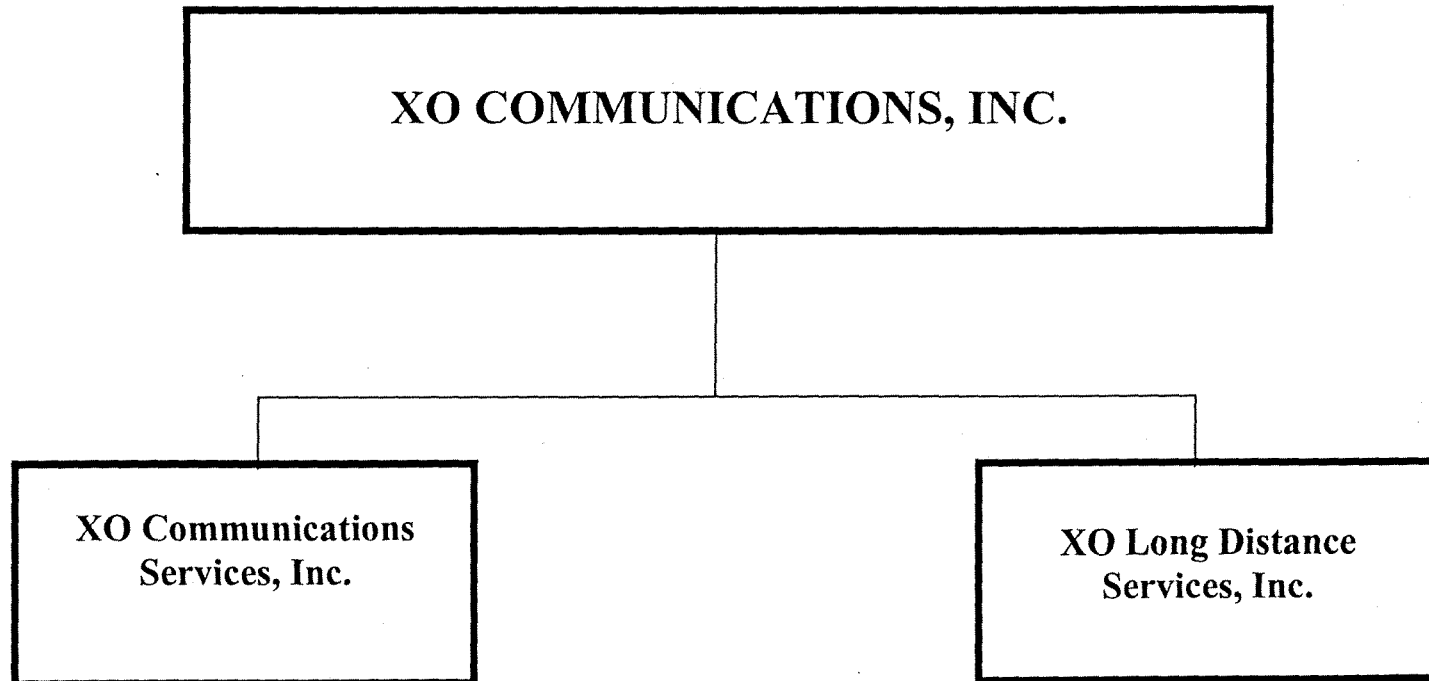 XO COMMUNICATIONS, INC.
XO Communications
Services, Inc.
XO Long Distance
Services, Inc.